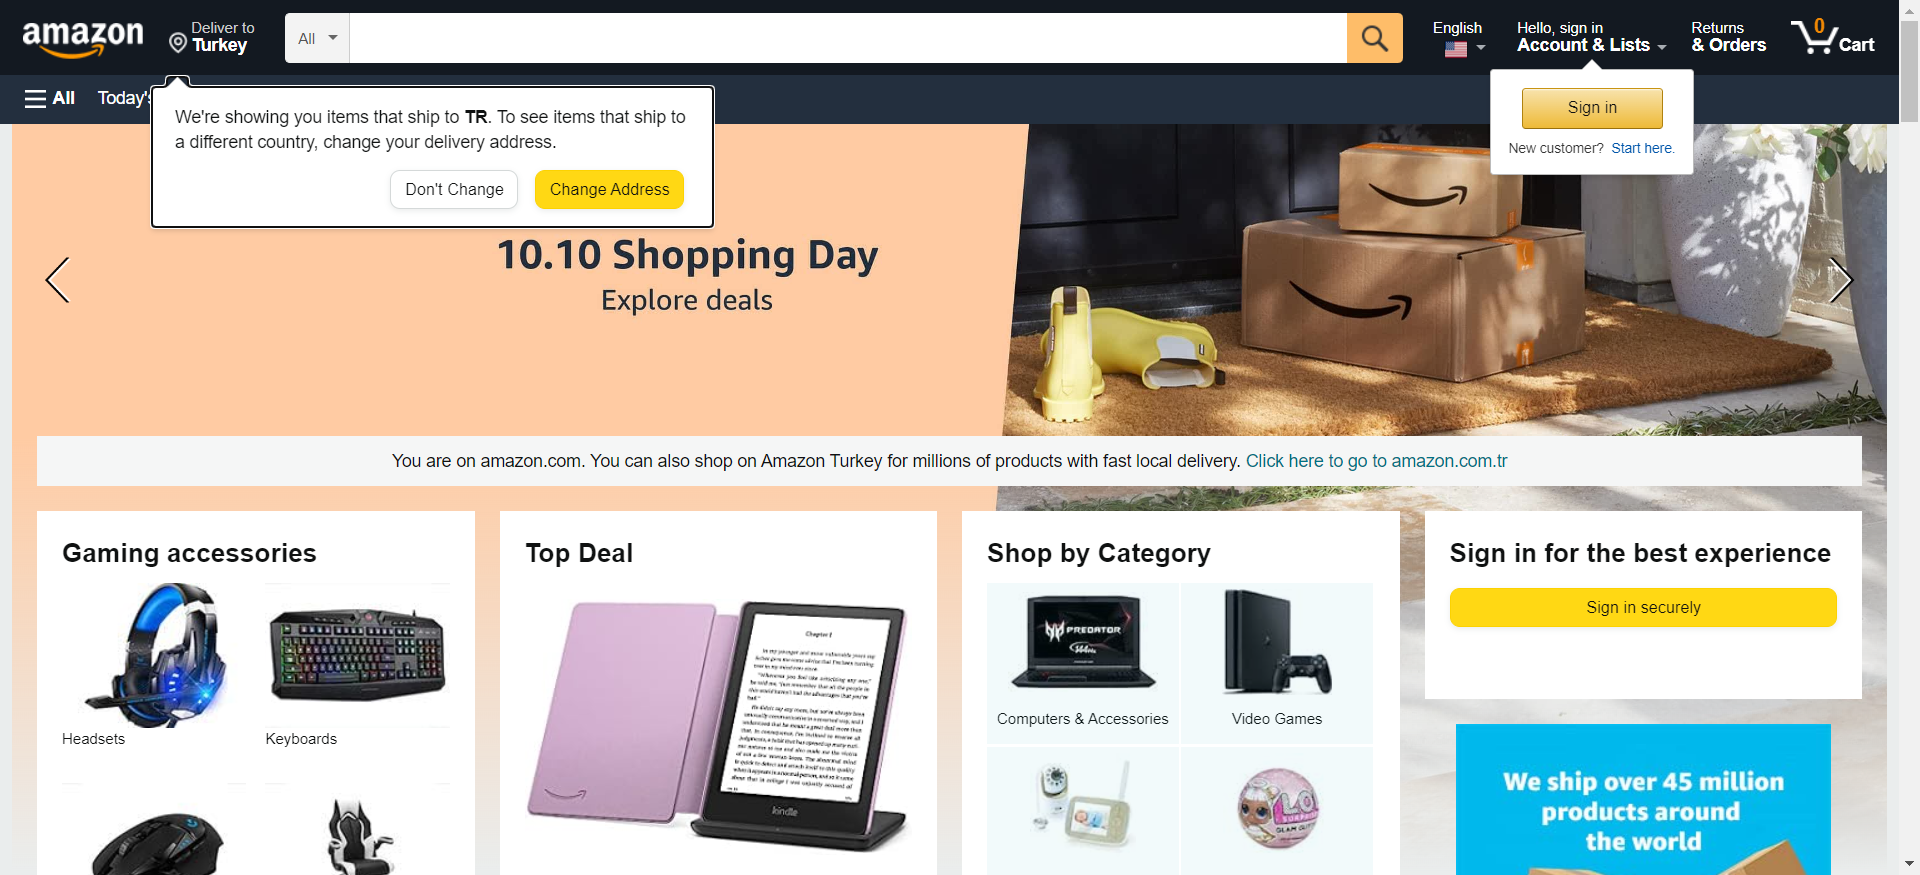 amazon
Deliver to
Turkey
All
English
Hello, sign in
Account & Lists
Returns
& Orders
0
Cart
All
Today's
We're showing you items that ship to TR. To see items that ship to
a different country, change your delivery address.
Don't Change
Change Address
Sign in
New customer? Start here.
10.10 Shopping Day
Explore deals
You are on amazon.com. You can also shop on Amazon Turkey for millions of products with fast local delivery. Click here to go to amazon.com.tr
Gaming accessories
Headsets
Keyboards
Top Deal
Chapter I
kindle
Shop by Category
PREDATOR
144Hz
Computers & Accessories
Video Games
Sign in for the best experience
Sign in securely
We ship over 45 million
products around
the world